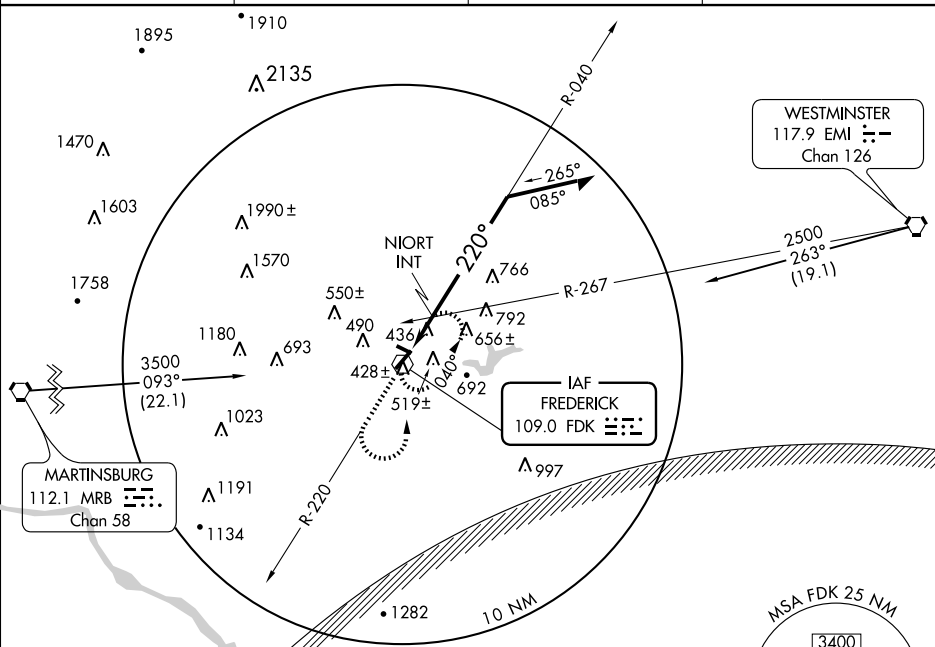 1910
1895
2135
R-040
WESTMINSTER
117.9 EMI
Chan 126
1470
265°
085°
1603
1990±
220°
NIORT
INT
2500
263°
(19.1)
1570
766
R-267
1758
550±
792
490
436
656±
1180
693
3500
093°
(22.1)
428±
040°
692
519±
IAF
FREDERICK
109.0 FDK
1023
MARTINSBURG
112.1 MRB
Chan 58
997
1191
R-220
1134
1282
10 NM
MSA FDK 25 NM
3400